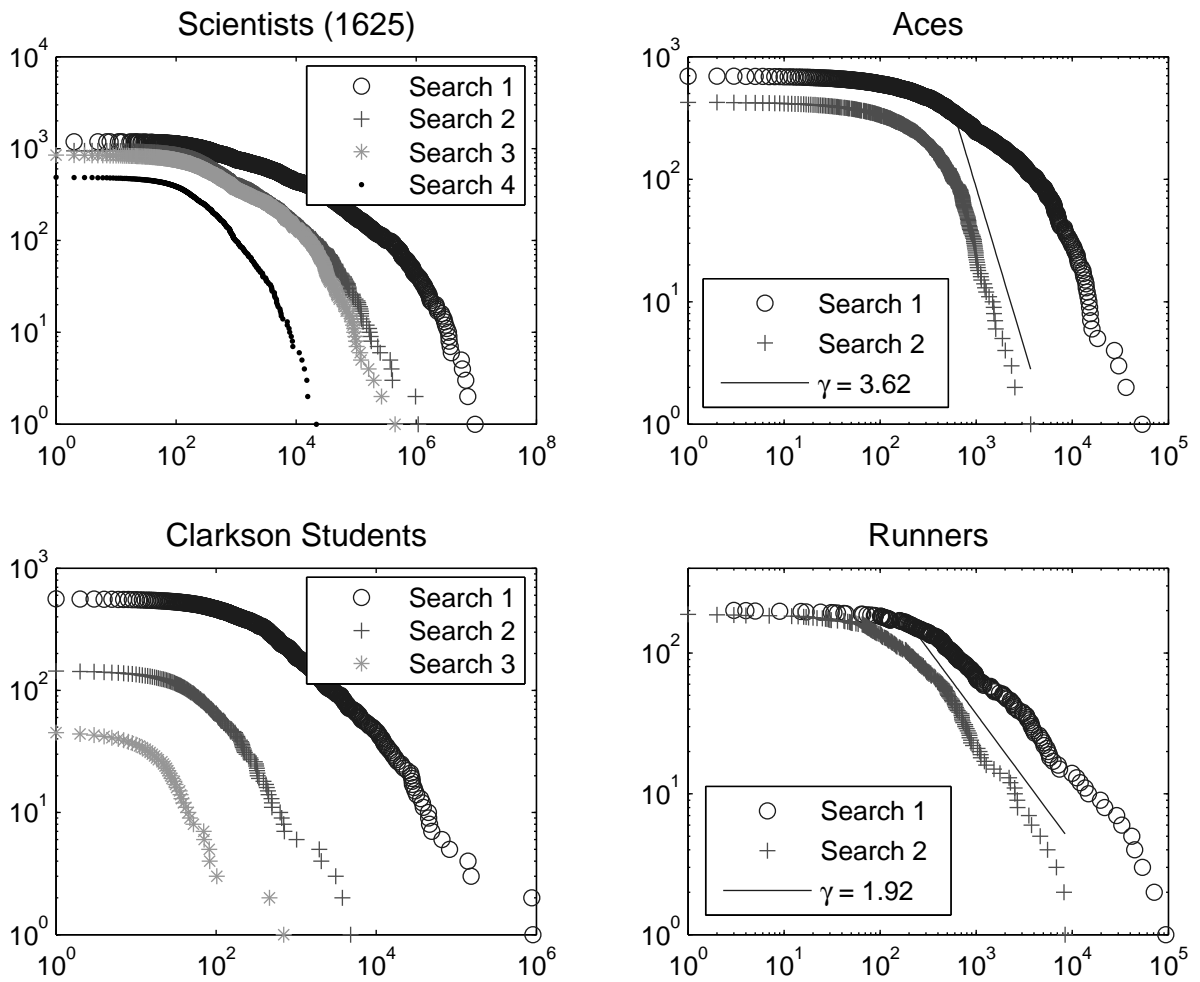 Scientists (1625)
10^4
10^3
10^2
10^1
10^0
10^0
10^2
10^4
10^6
10^8
Search 1
Search 2
Search 3
Search 4
Aces
10^3
10^2
10^1
10^0
10^0
10^1
10^2
10^3
10^4
10^5
Search 1
Search 2
γ = 3.62
Clarkson Students
10^3
10^2
10^1
10^0
10^0
10^2
10^4
10^6
Search 1
Search 2
Search 3
Runners
10^2
10^1
10^0
10^0
10^1
10^2
10^3
10^4
10^5
Search 1
Search 2
γ = 1.92